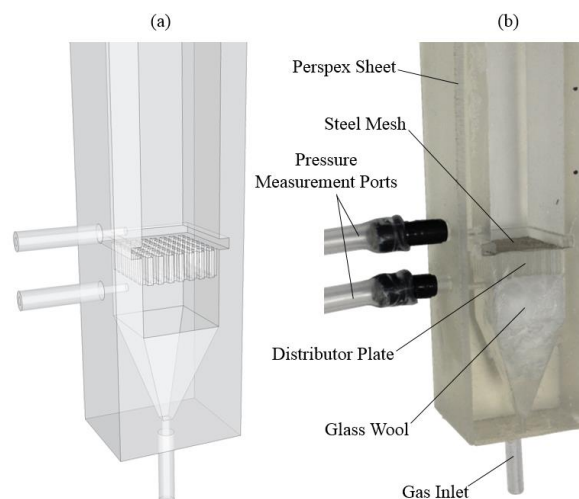 (a)
(b)
Perspex Sheet
Steel Mesh
Pressure
Measurement Ports
Distributor Plate
Glass Wool
Gas Inlet